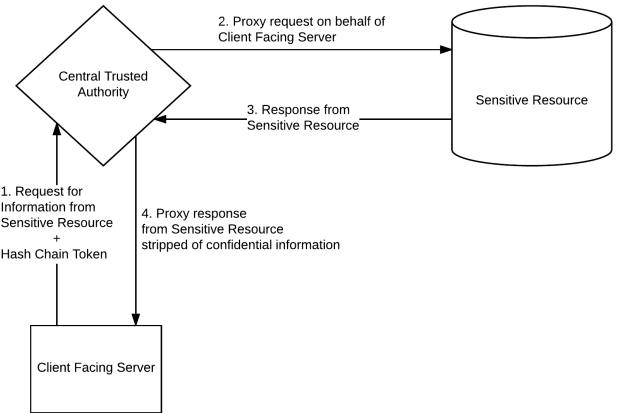 2. Proxy request on behalf of
Client Facing Server
Central Trusted
Authority
Sensitive Resource
3. Response from
Sensitive Resource
1. Request for
Information from
Sensitive Resource
+
Hash Chain Token
4. Proxy response
from Sensitive Resource
stripped of confidential information
Client Facing Server